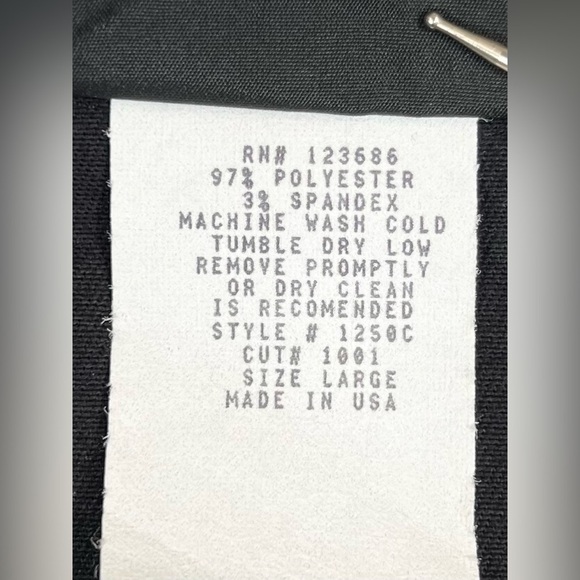 RN# 123686
97% POLYESTER
3% SPANDEX
MACHINE WASH COLD
TUMBLE DRY LOW
REMOVE PROMPTLY
OR DRY CLEAN
IS RECOMENDED
STYLE # 1250C
CUT# 1001
SIZE LARGE
MADE IN USA